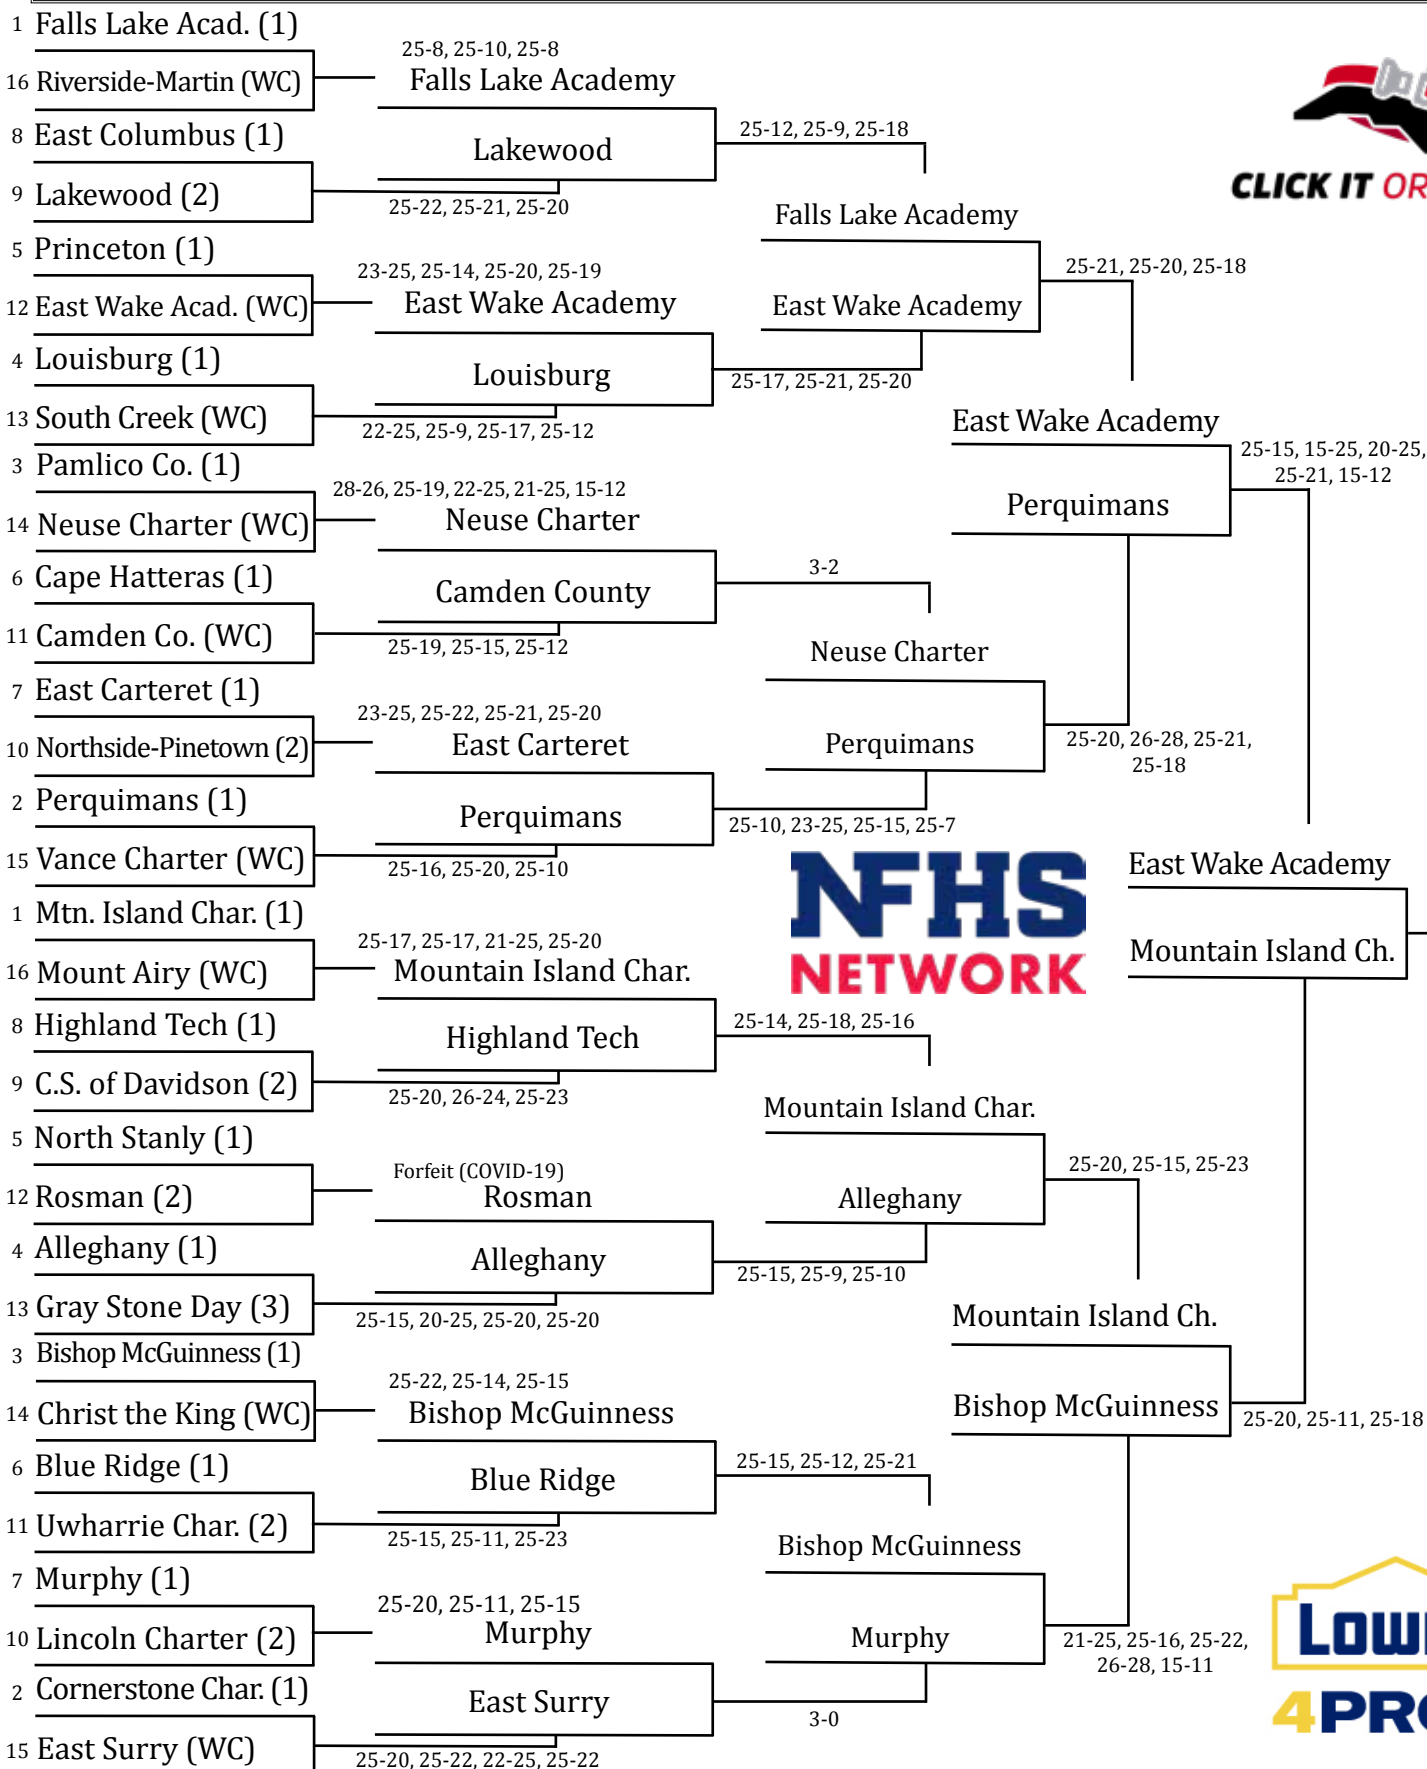 1 Falls Lake Acad. (1)
16 Riverside-Martin (WC)
8 East Columbus (1)
9 Lakewood (2)
5 Princeton (1)
12 East Wake Acad. (WC)
4 Louisburg (1)
13 South Creek (WC)
3 Pamlico Co. (1)
14 Neuse Charter (WC)
6 Cape Hatteras (1)
11 Camden Co. (WC)
7 East Carteret (1)
10 Northside-Pinetown (2)
2 Perquimans (1)
15 Vance Charter (WC)
1 Mtn. Island Char. (1)
16 Mount Airy (WC)
8 Highland Tech (1)
9 C.S. of Davidson (2)
5 North Stanly (1)
12 Rosman (2)
4 Alleghany (1)
13 Gray Stone Day (3)
3 Bishop McGuinness (1)
14 Christ the King (WC)
6 Blue Ridge (1)
11 Uwharrie Char. (2)
7 Murphy (1)
10 Lincoln Charter (2)
2 Cornerstone Char. (1)
15 East Surry (WC)
25-8, 25-10, 25-8
Falls Lake Academy
Lakewood
25-22, 25-21, 25-20
23-25, 25-14, 25-20, 25-19
East Wake Academy
Louisburg
22-25, 25-9, 25-17, 25-12
28-26, 25-19, 22-25, 21-25, 15-12
Neuse Charter
Camden County
25-19, 25-15, 25-12
23-25, 25-22, 25-21, 25-20
East Carteret
Perquimans
25-16, 25-20, 25-10
25-17, 25-17, 21-25, 25-20
Mountain Island Char.
Highland Tech
25-20, 26-24, 25-23
Forfeit (COVID-19)
Rosman
Alleghany
25-15, 20-25, 25-20, 25-20
25-22, 25-14, 25-15
Bishop McGuinness
Blue Ridge
25-15, 25-11, 25-23
25-20, 25-11, 25-15
Murphy
East Surry
25-20, 25-22, 22-25, 25-22
25-12, 25-9, 25-18
Falls Lake Academy
East Wake Academy
25-17, 25-21, 25-20
3-2
Neuse Charter
Perquimans
25-10, 23-25, 25-15, 25-7
25-14, 25-18, 25-16
Mountain Island Char.
Alleghany
25-15, 25-9, 25-10
25-15, 25-12, 25-21
Bishop McGuinness
Murphy
3-0
25-21, 25-20, 25-18
East Wake Academy
Perquimans
25-20, 26-28, 25-21,
25-18
25-20, 25-15, 25-23
Mountain Island Ch.
Bishop McGuinness
21-25, 25-16, 25-22,
26-28, 15-11
25-15, 15-25, 20-25,
25-21, 15-12
East Wake Academy
Mountain Island Ch.
25-20, 25-11, 25-18
CLICK IT OR
NFHS
NETWORK
4PRO